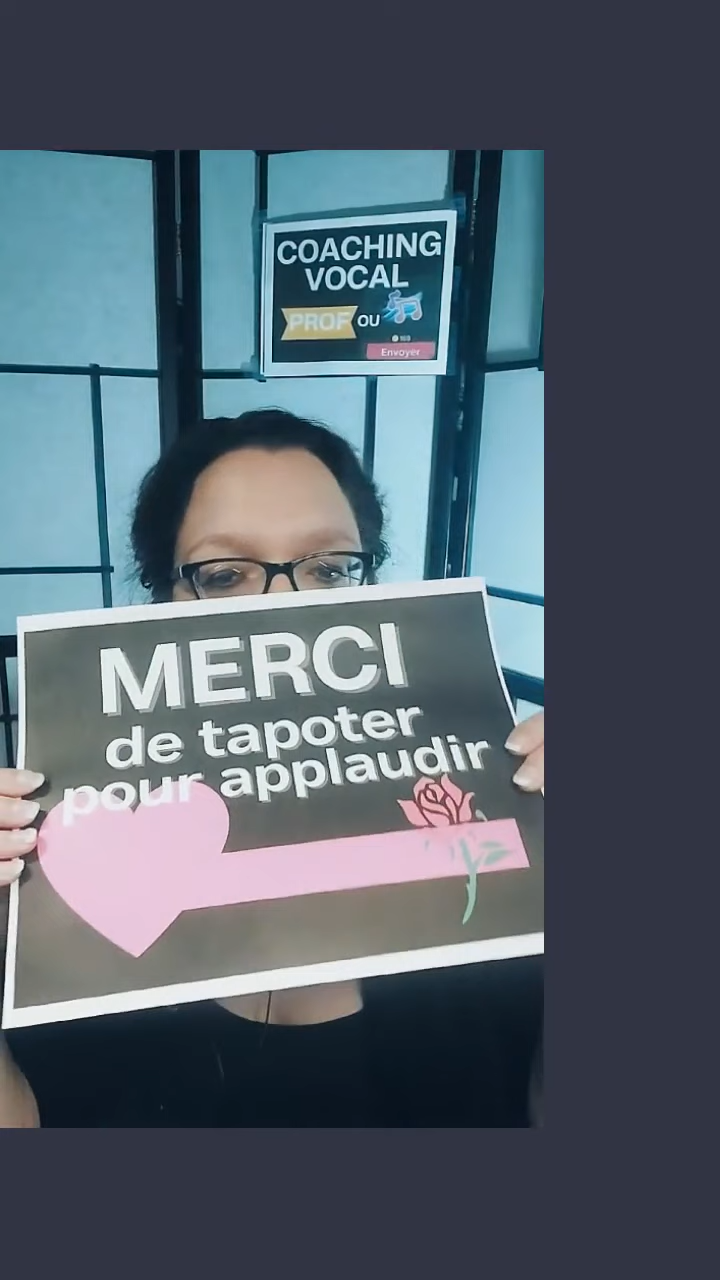 COACHING
VOCAL
PROF OU
Envoyer
MERCI
de tapoter
pour applaudir